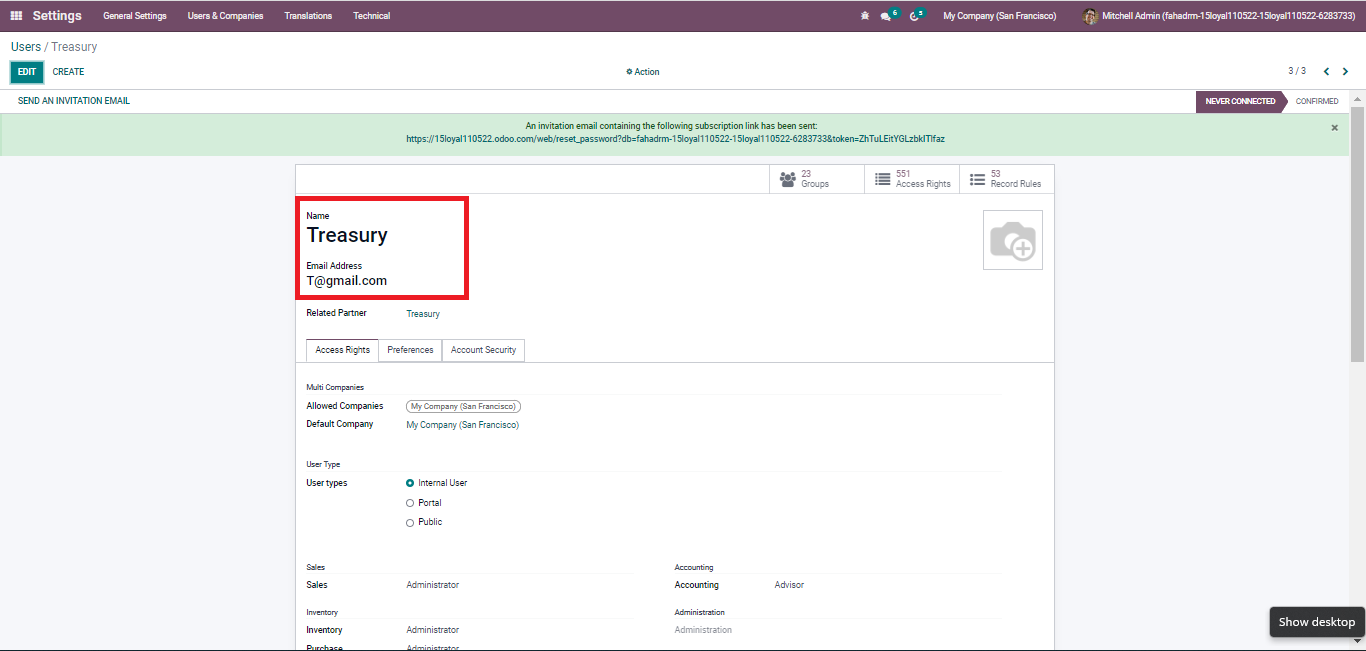 Settings General Settings Users & Companies Translations Technical 6 5 My Company (San Francisco) Mitchell Admin (fahadrm-15loyal110522-15loyal110522-6283733)
Users / Treasury
EDIT CREATE Action 3 / 3
SEND AN INVITATION EMAIL NEVER CONNECTED CONFIRMED
An invitation email containing the following subscription link has been sent: ×
https://15loyal110522.odoo.com/web/reset_password?db=fahadrm-15loyal110522-15loyal110522-6283733&token=ZhTuLEitYGLzbkITlfaz
23 Groups 551 Access Rights 53 Record Rules
Name
Treasury
Email Address
T@gmail.com
Related Partner Treasury
Access Rights Preferences Account Security
Multi Companies
Allowed Companies My Company (San Francisco)
Default Company My Company (San Francisco)
User Type
User types Internal User
Portal
Public
Sales Accounting
Sales Administrator Accounting Advisor
Inventory Administration
Inventory Administrator Administration
Purchase Administrator
Show desktop